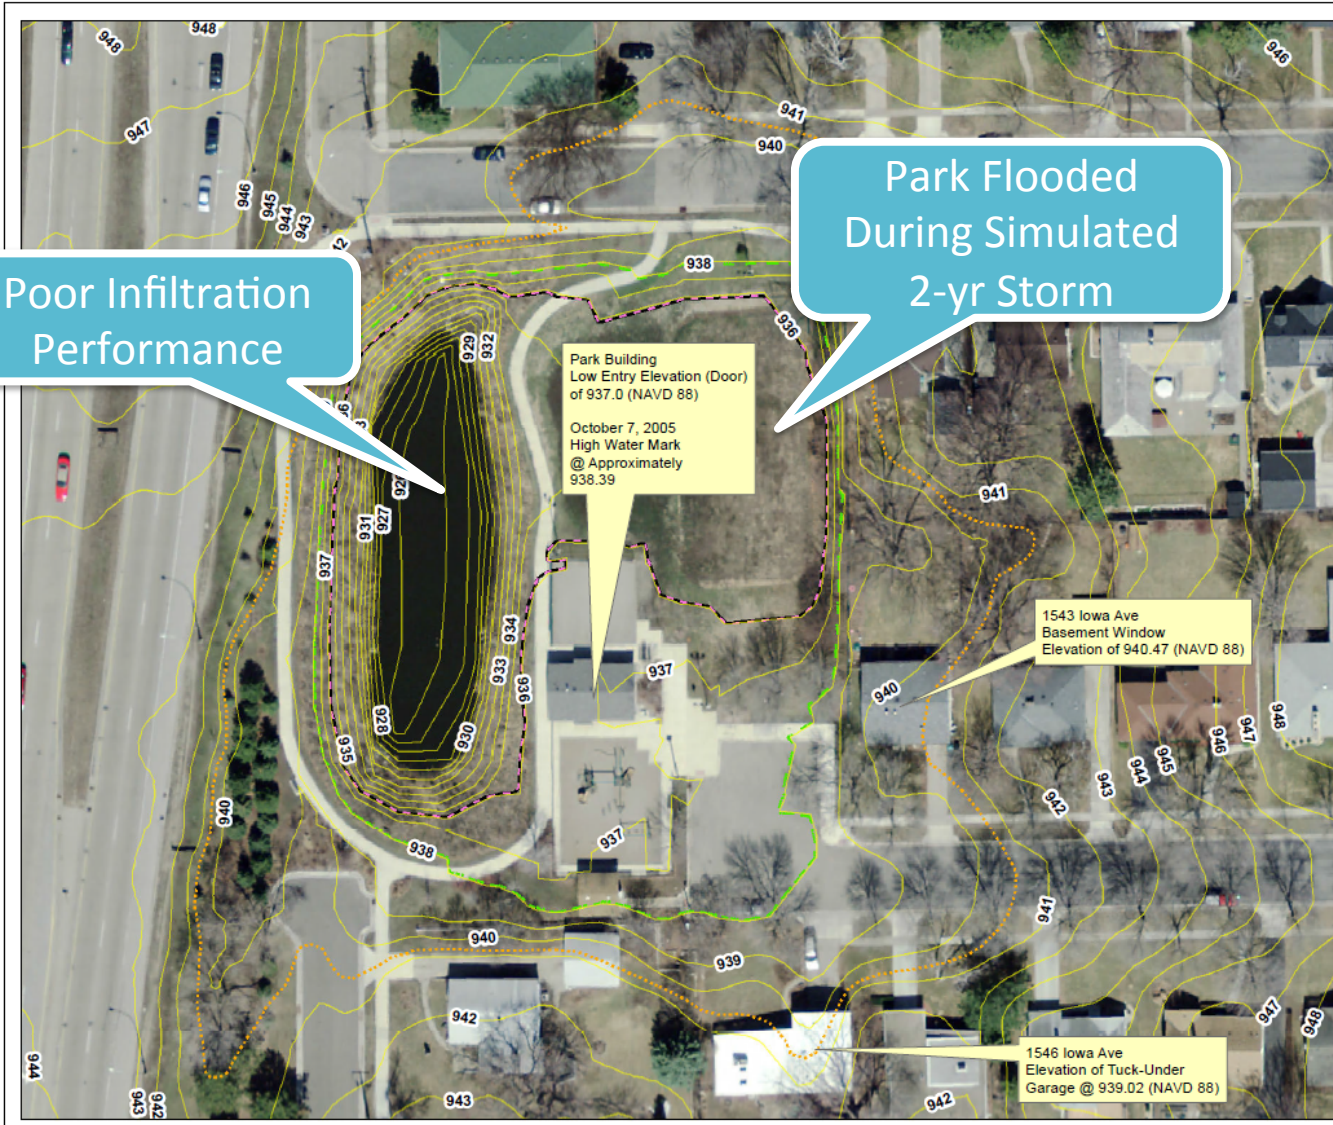 948
948
946
947
941
940
946
945
944
943
42
Park Flooded
During Simulated
2-yr Storm
Poor Infiltration
Performance
938
936
929
932
Park Building
Low Entry Elevation (Door)
of 937.0 (NAVD 88)
October 7, 2005
High Water Mark
@ Approximately
938.39
931
927
937
941
934
933
936
1543 Iowa Ave
Basement Window
Elevation of 940.47 (NAVD 88)
937
940
928
930
935
948
947
946
945
944
943
942
940
937
938
941
940
939
942
947
948
1546 Iowa Ave
Elevation of Tuck-Under
Garage @ 939.02 (NAVD 88)
944
943
942
943
942